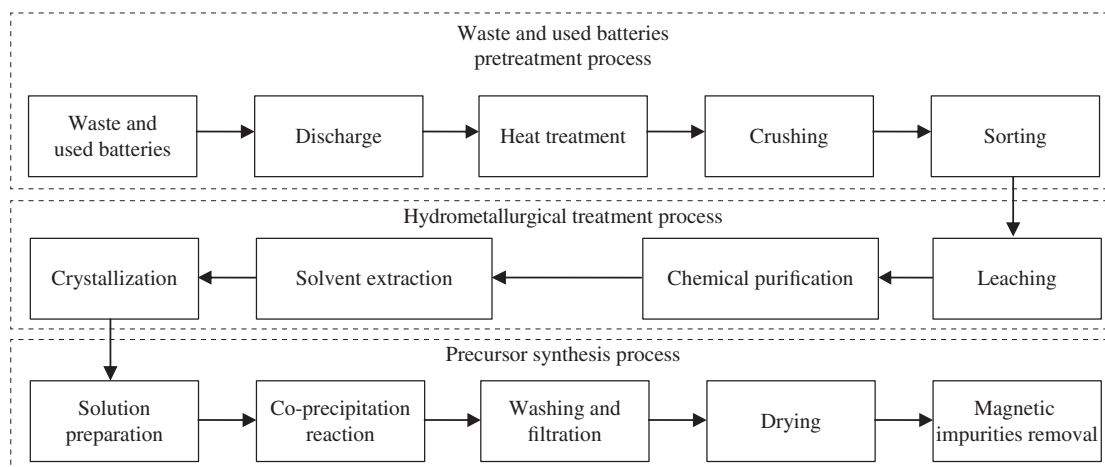 Waste and used batteries
pretreatment process
Waste and
used batteries
Discharge
Heat treatment
Crushing
Sorting
Hydrometallurgical treatment process
Crystallization
Solvent extraction
Chemical purification
Leaching
Precursor synthesis process
Solution
preparation
Co-precipitation
reaction
Washing and
filtration
Drying
Magnetic
impurities removal